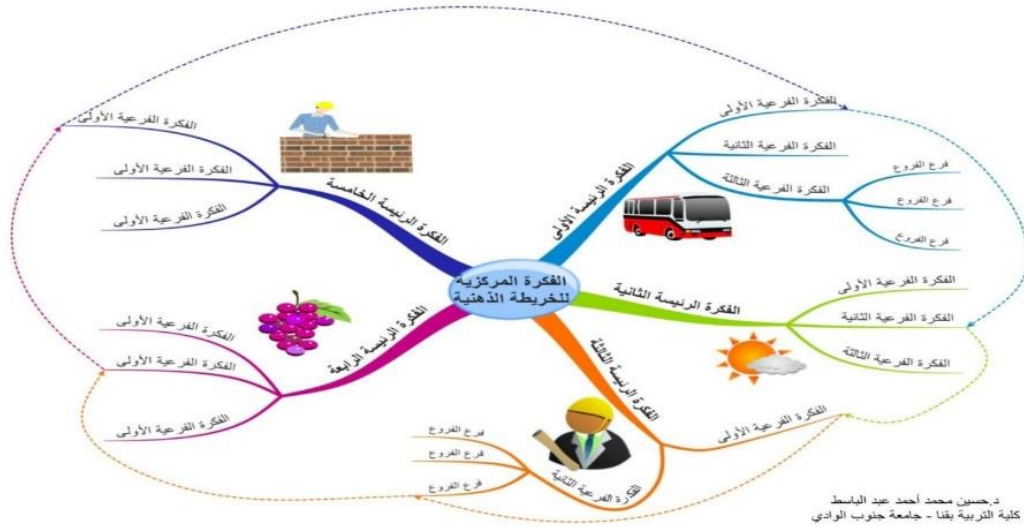 الفكرة المركزية
للخريطة الذهنية
الفكرة الرئيسة الأولى
الفكرة الفرعية الأولى
الفكرة الفرعية الثانية
الفكرة الفرعية الثالثة
فرع الفروع
فرع الفروع
فرع الفروع
الفكرة الرئيسة الثانية
الفكرة الفرعية الأولى
الفكرة الفرعية الثانية
الفكرة الفرعية الثالثة
الفكرة الرئيسة الثالثة
الفكرة الفرعية الأولى
الفكرة الفرعية الثانية
فرع الفروع
فرع الفروع
فرع الفروع
الفكرة الرئيسة الرابعة
الفكرة الفرعية الأولى
الفكرة الفرعية الأولى
الفكرة الفرعية الأولى
الفكرة الرئيسة الخامسة
الفكرة الفرعية الأولى
الفكرة الفرعية الأولى
الفكرة الفرعية الأولى
د.حسين محمد أحمد عبد الباسط
كلية التربية بقنا - جامعة جنوب الوادي